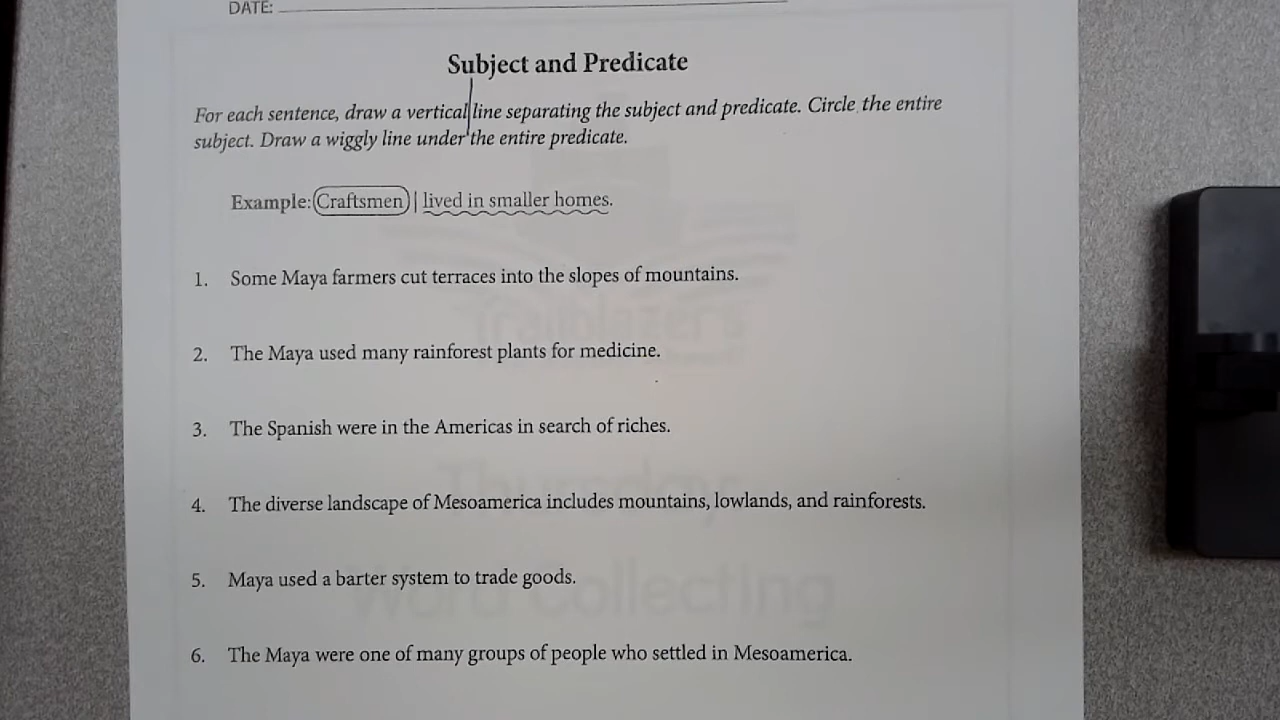 DATE:
Subject and Predicate
For each sentence, draw a vertical line separating the subject and predicate. Circle the entire
subject. Draw a wiggly line under the entire predicate.
Example: Craftsmen | lived in smaller homes.
1. Some Maya farmers cut terraces into the slopes of mountains.
2. The Maya used many rainforest plants for medicine.
3. The Spanish were in the Americas in search of riches.
4. The diverse landscape of Mesoamerica includes mountains, lowlands, and rainforests.
5. Maya used a barter system to trade goods.
6. The Maya were one of many groups of people who settled in Mesoamerica.
Trailblazers
Thursday
Word Collecting